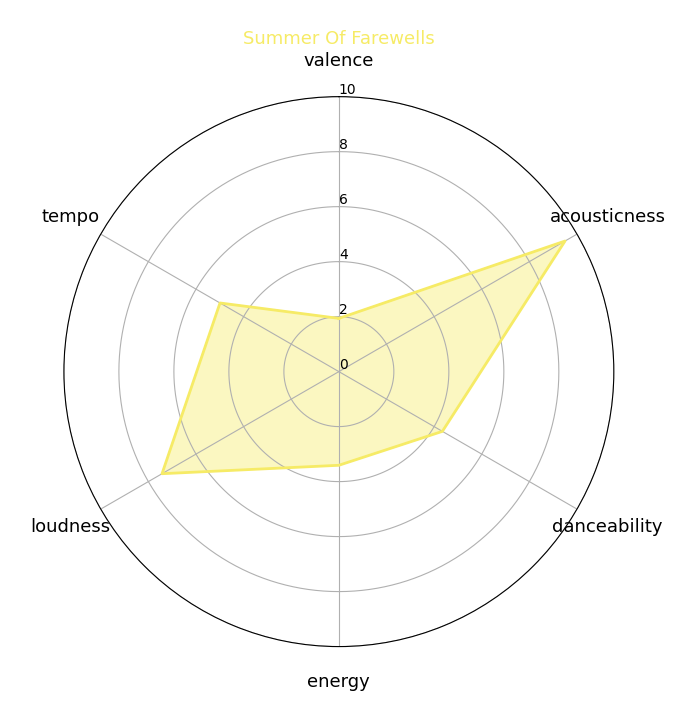 Summer Of Farewells
valence
10
8
6
4
2
0
tempo
acousticness
loudness
danceability
energy